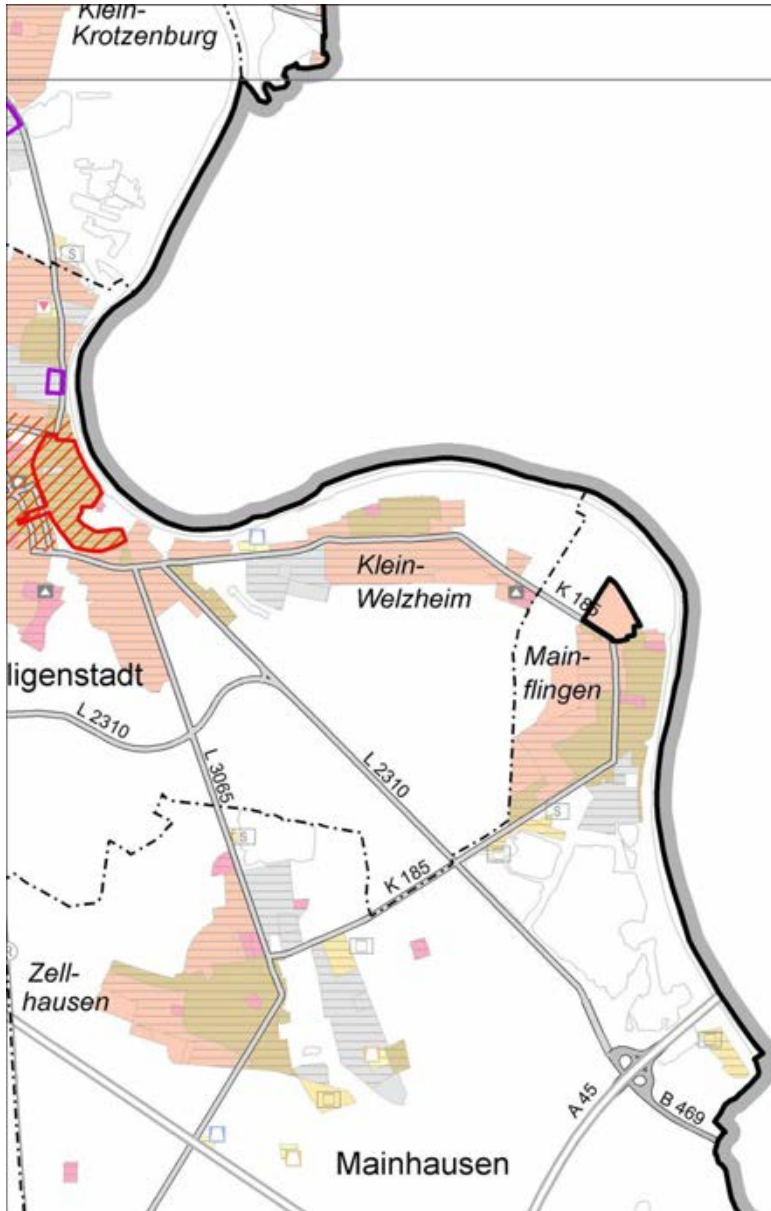 Klein-
Krotzenburg
S
Klein-
Welzheim
K 185
Main-
flingen
ligenstadt
L 2310
L 3065
L 2310
S
S
K 185
Zell-
hausen
A 45
B 469
Mainhausen